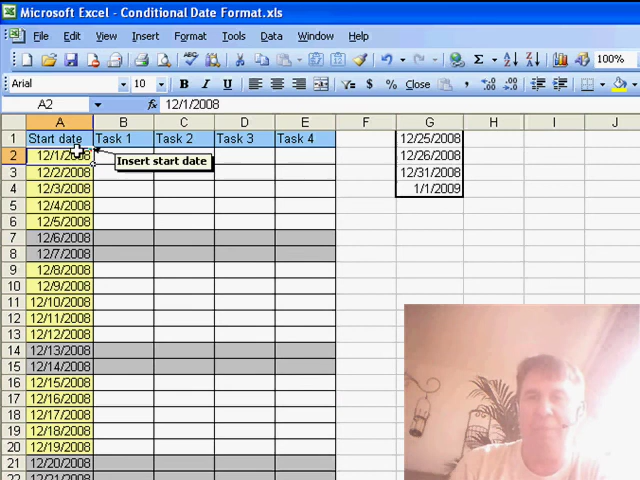 Microsoft Excel - Conditional Date Format.xls
File Edit View Insert Format Tools Data Window Help
Σ 100%
Arial 10 B I U $ % Close
A2 fx 12/1/2008
A B C D E F G H I J
1 Start date Task 1 Task 2 Task 3 Task 4 12/25/2008
2 12/1/2008 Insert start date 12/26/2008
3 12/2/2008 12/31/2008
4 12/3/2008 1/1/2009
5 12/4/2008
6 12/5/2008
7 12/6/2008
8 12/7/2008
9 12/8/2008
10 12/9/2008
11 12/10/2008
12 12/11/2008
13 12/12/2008
14 12/13/2008
15 12/14/2008
16 12/15/2008
17 12/16/2008
18 12/17/2008
19 12/18/2008
20 12/19/2008
21 12/20/2008
22 12/21/2008